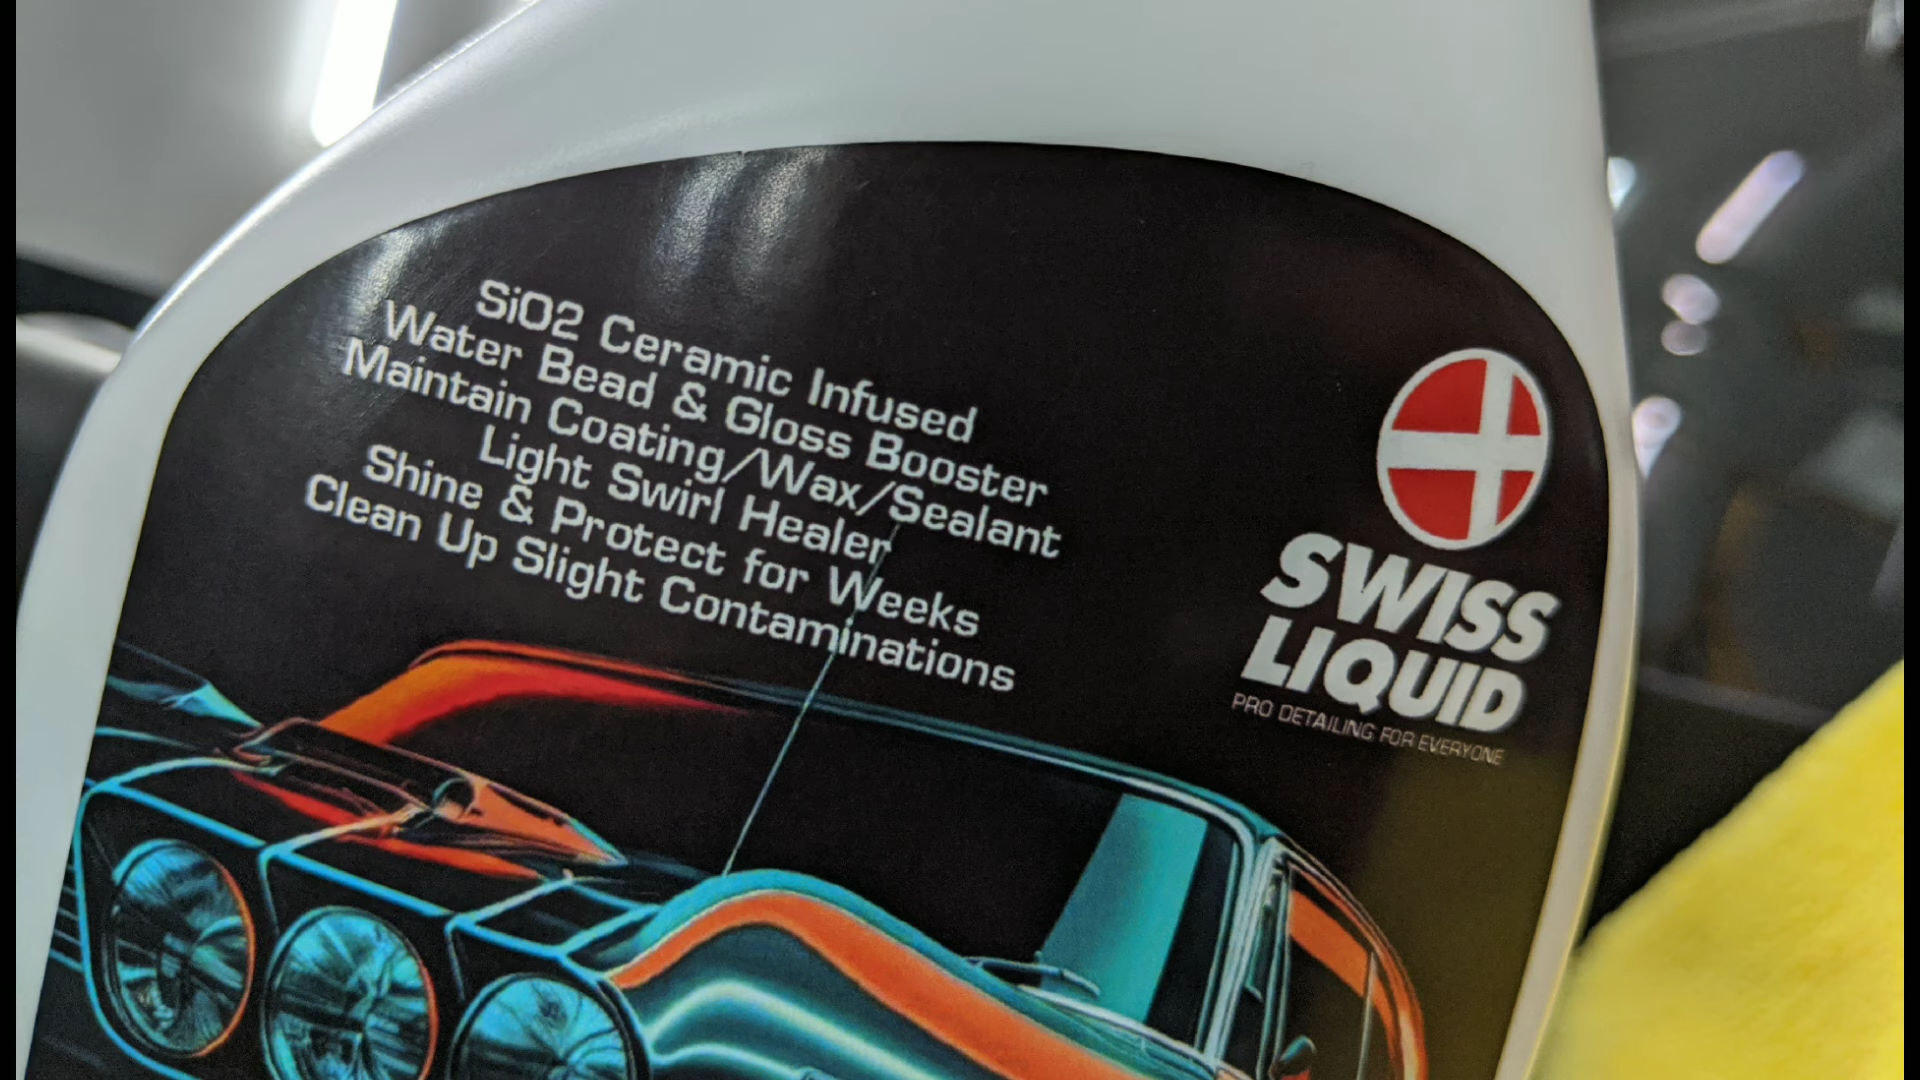 SiO2 Ceramic Infused
Water Bead & Gloss Booster
Maintain Coating/Wax/Sealant
Light Swirl Healer
Shine & Protect for Weeks
Clean Up Slight Contaminations
SWISS
LIQUID
PRO DETAILING FOR EVERYONE